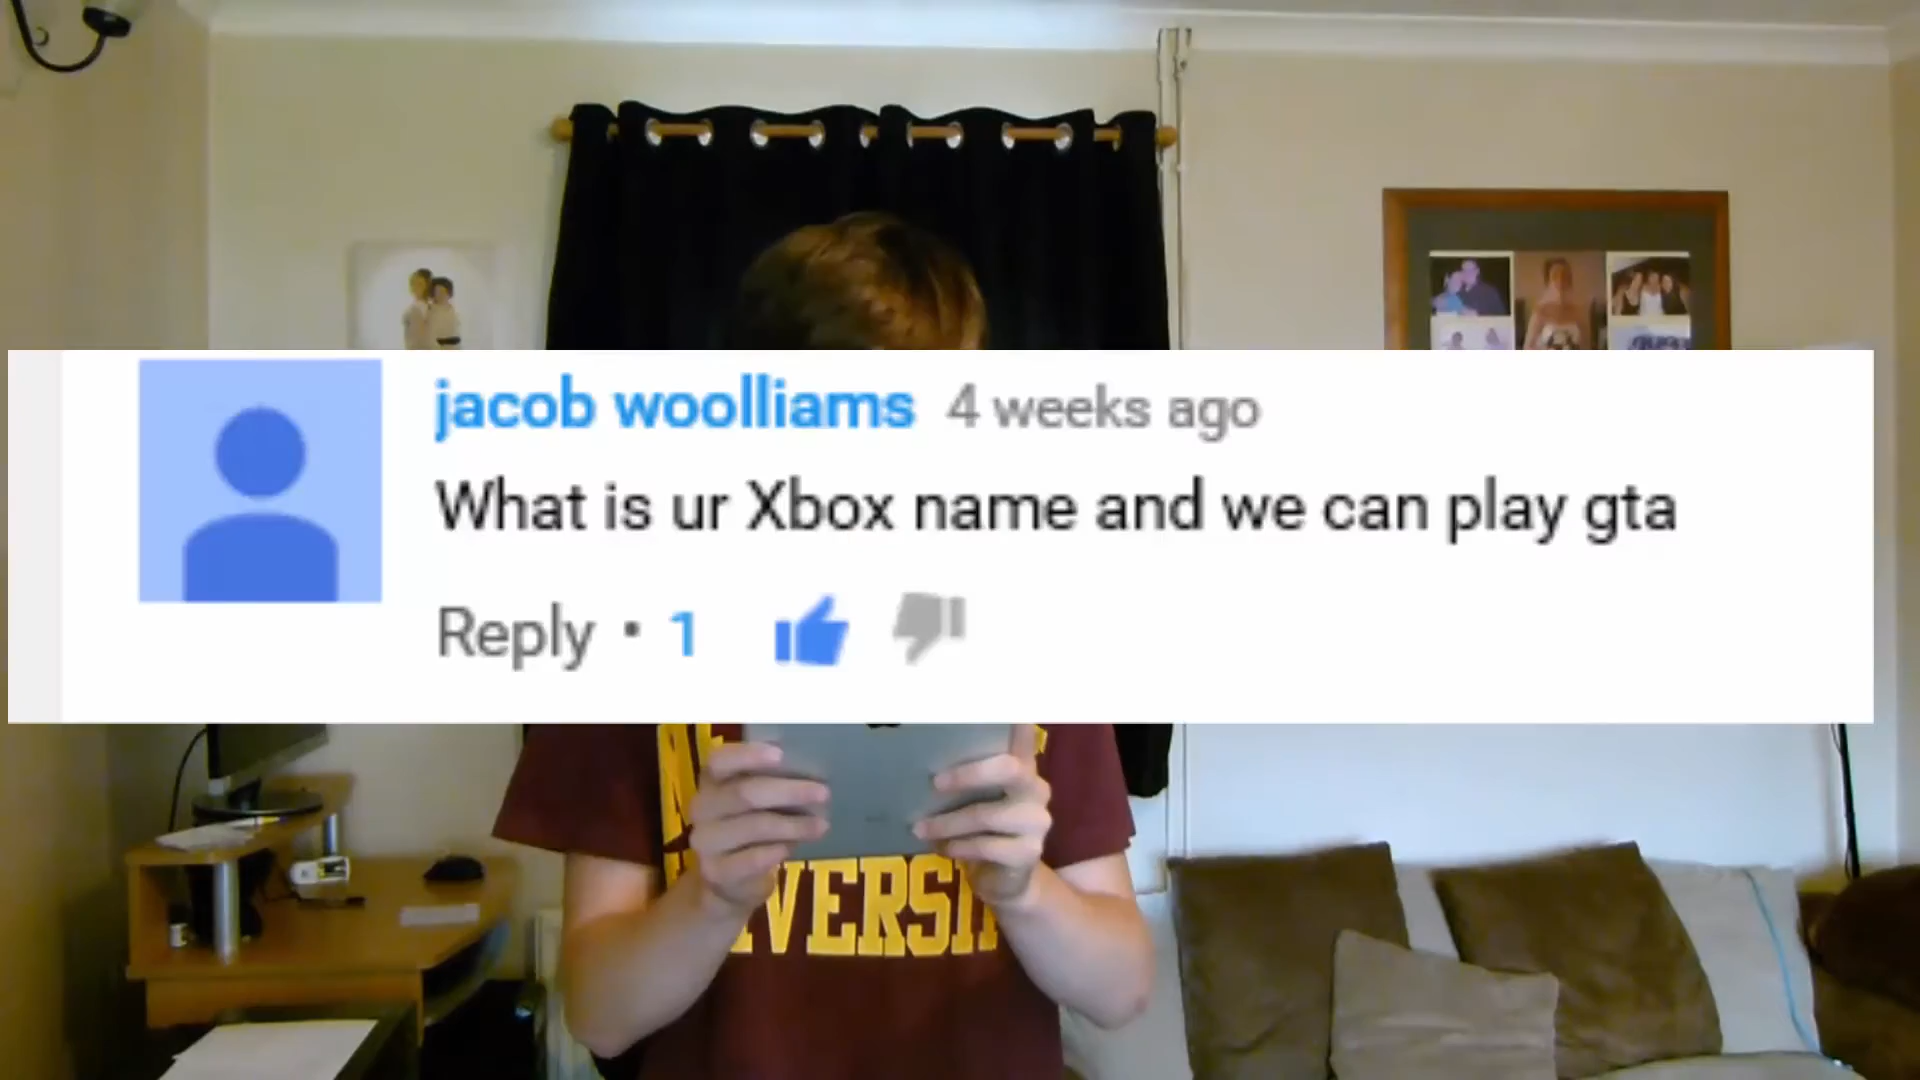 jacob woolliams 4 weeks ago
What is ur Xbox name and we can play gta
Reply • 1
VERSI